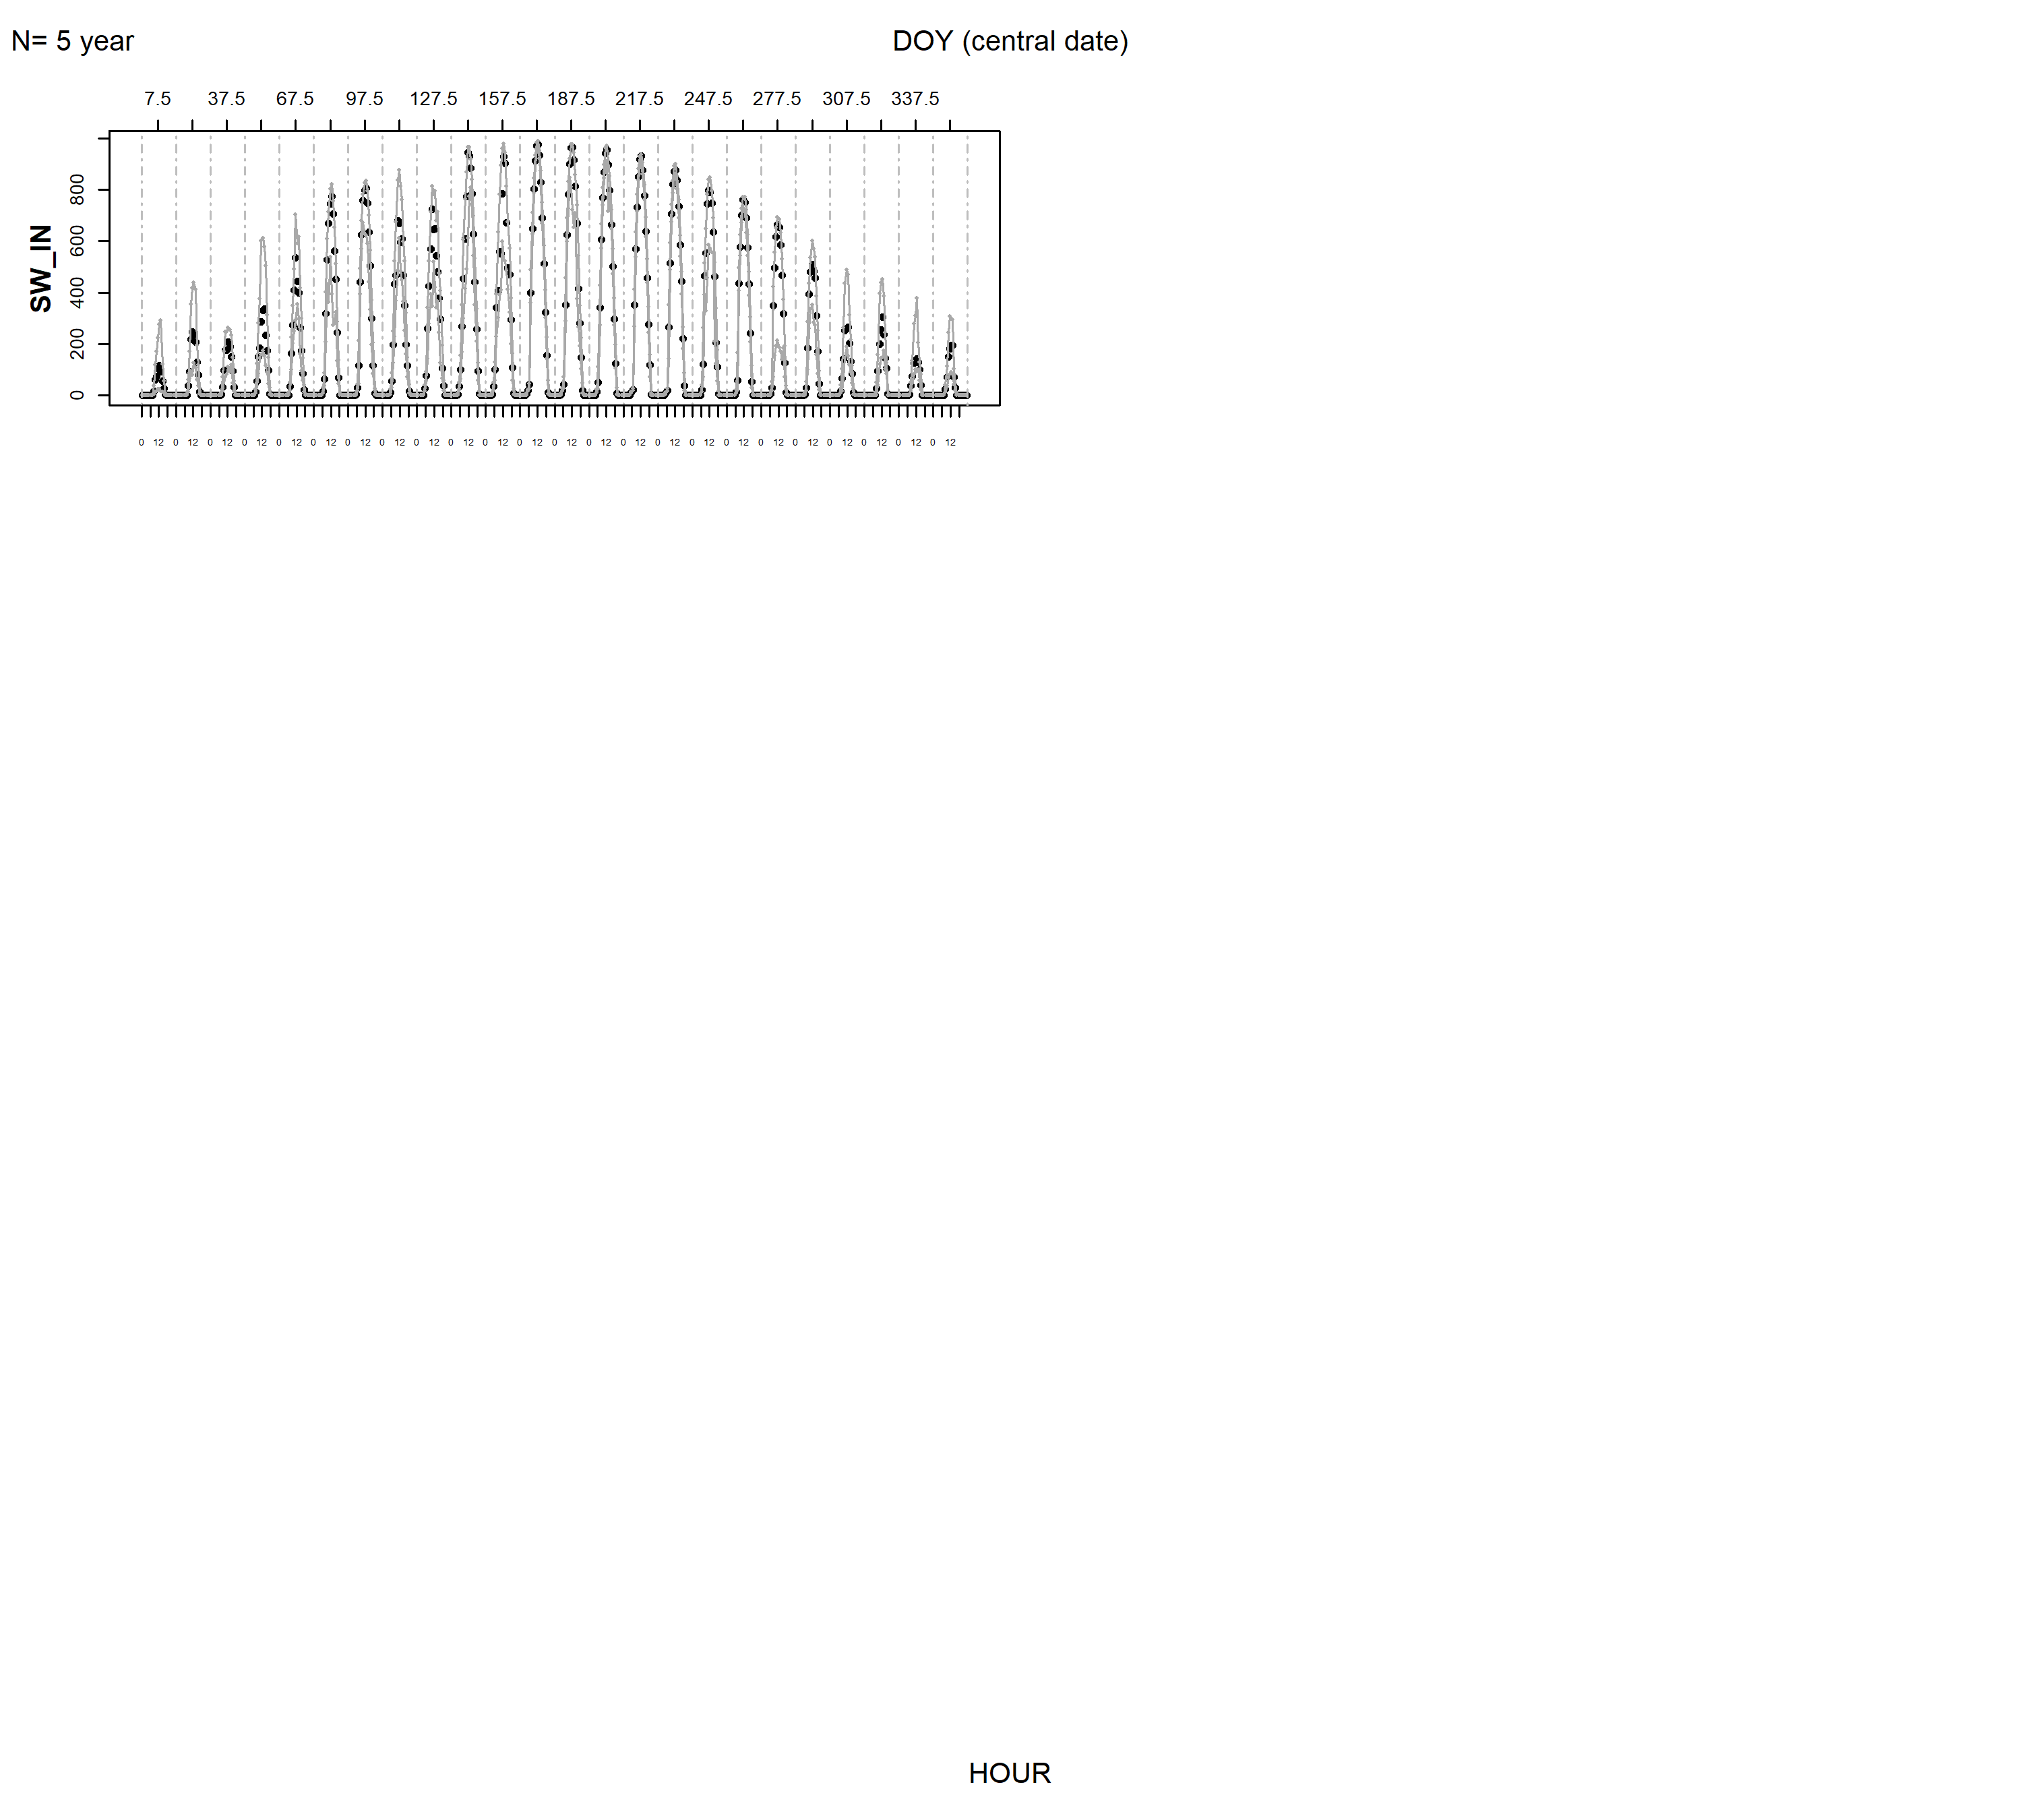 N= 5 year
DOY (central date)
7.5 37.5 67.5 97.5 127.5 157.5 187.5 217.5 247.5 277.5 307.5 337.5
SW_IN
800
600
400
200
0
0 12 0 12 0 12 0 12 0 12 0 12 0 12 0 12 0 12 0 12 0 12 0 12 0 12 0 12 0 12 0 12 0 12 0 12 0 12 0 12 0 12 0 12 0 12 0 12
HOUR